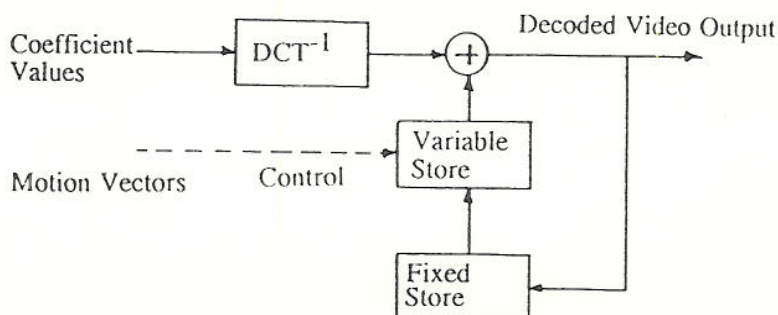 Decoded Video Output
Coefficient
Values
DCT⁻¹
+
Variable
Store
Motion Vectors
Control
Fixed
Store